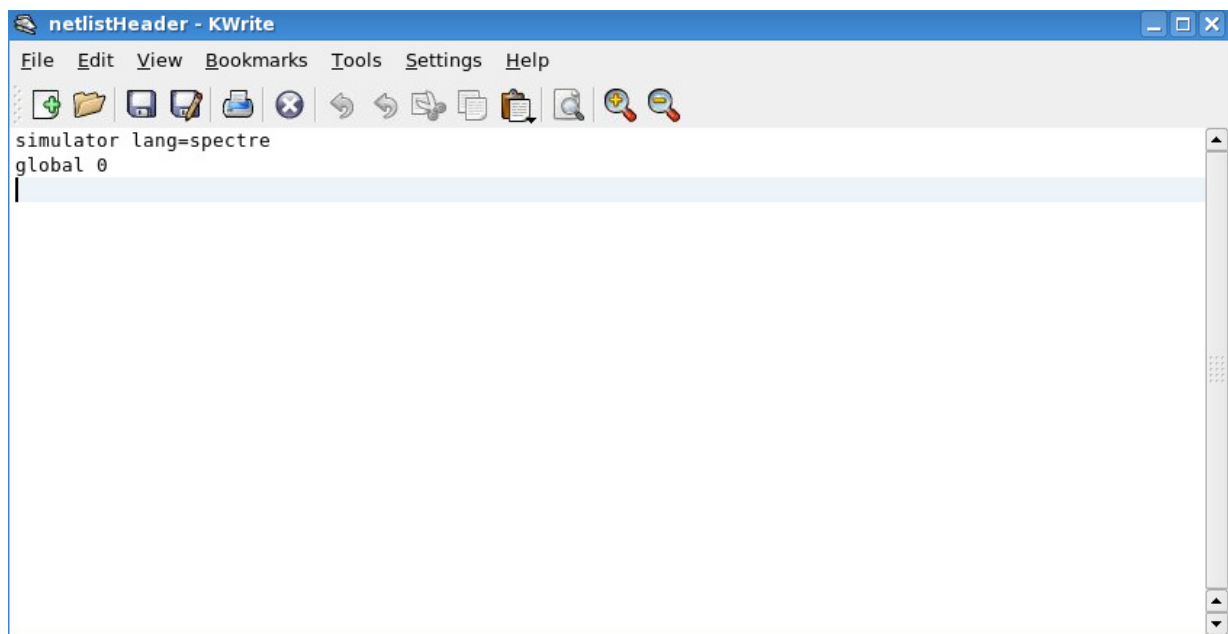 netlistHeader - KWrite
File Edit View Bookmarks Tools Settings Help
simulator lang=spectre
global 0